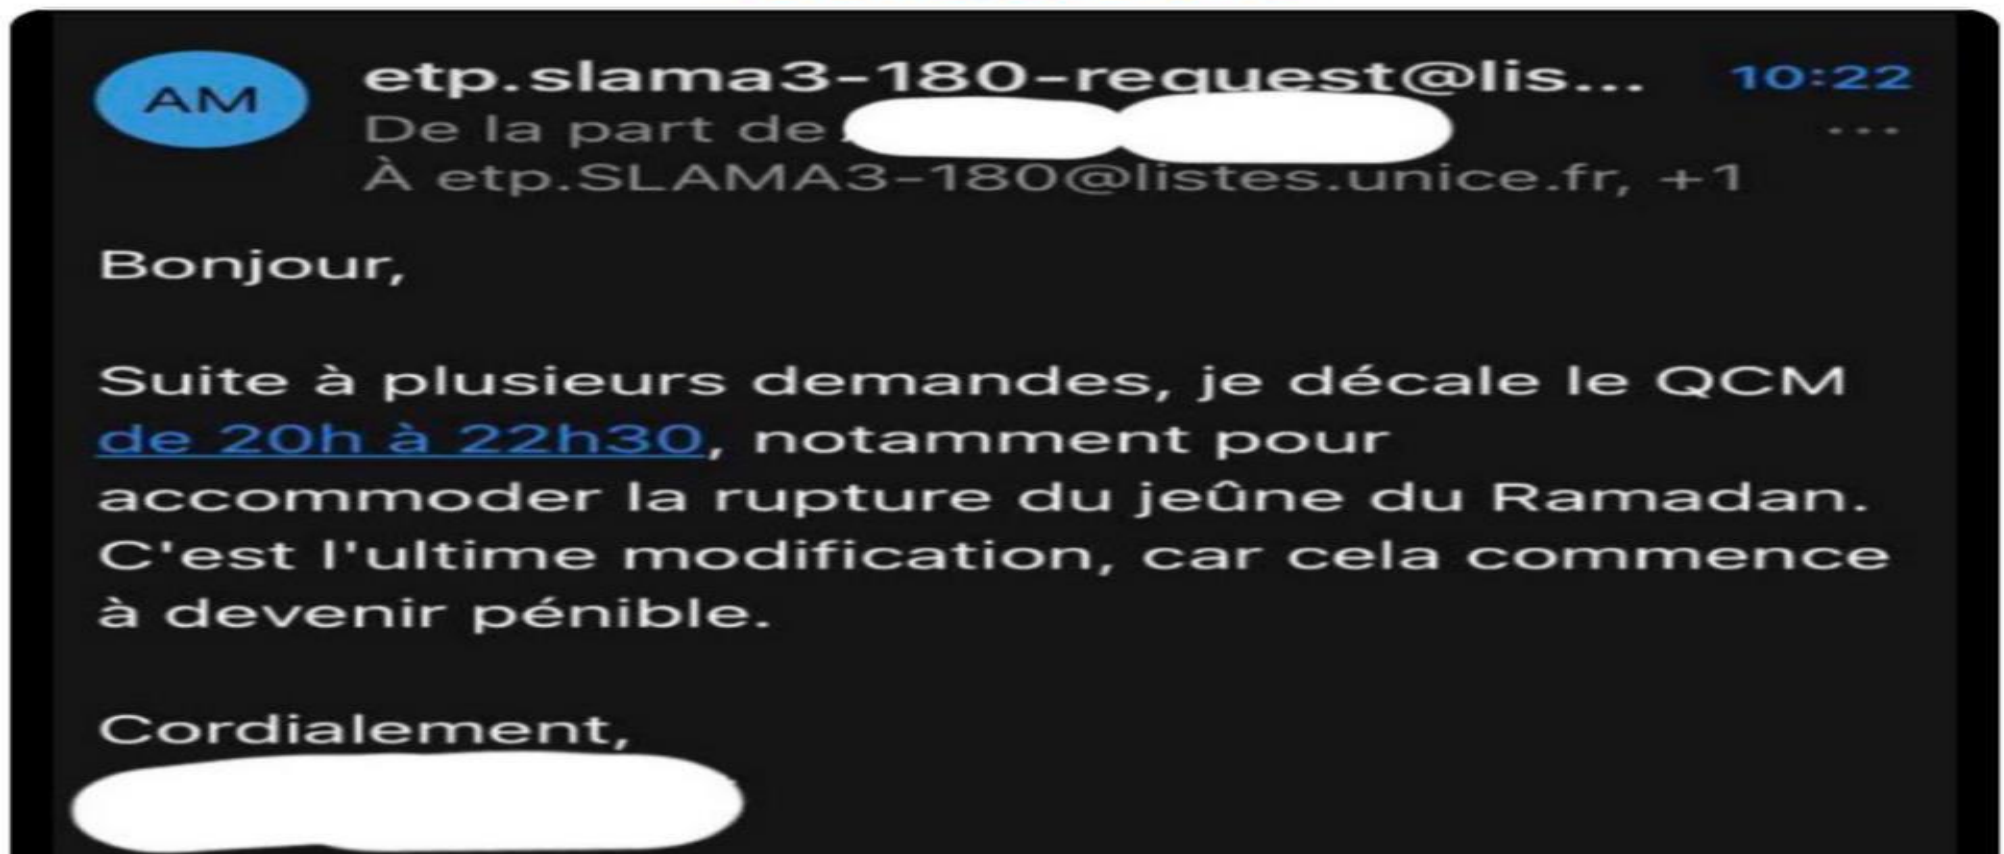 AM
etp.slama3-180-request@lis...
10:22
De la part de
...
À etp.SLAMA3-180@listes.unice.fr, +1
Bonjour,
Suite à plusieurs demandes, je décale le QCM
de 20h à 22h30, notamment pour
accommoder la rupture du jeûne du Ramadan.
C'est l'ultime modification, car cela commence
à devenir pénible.
Cordialement,